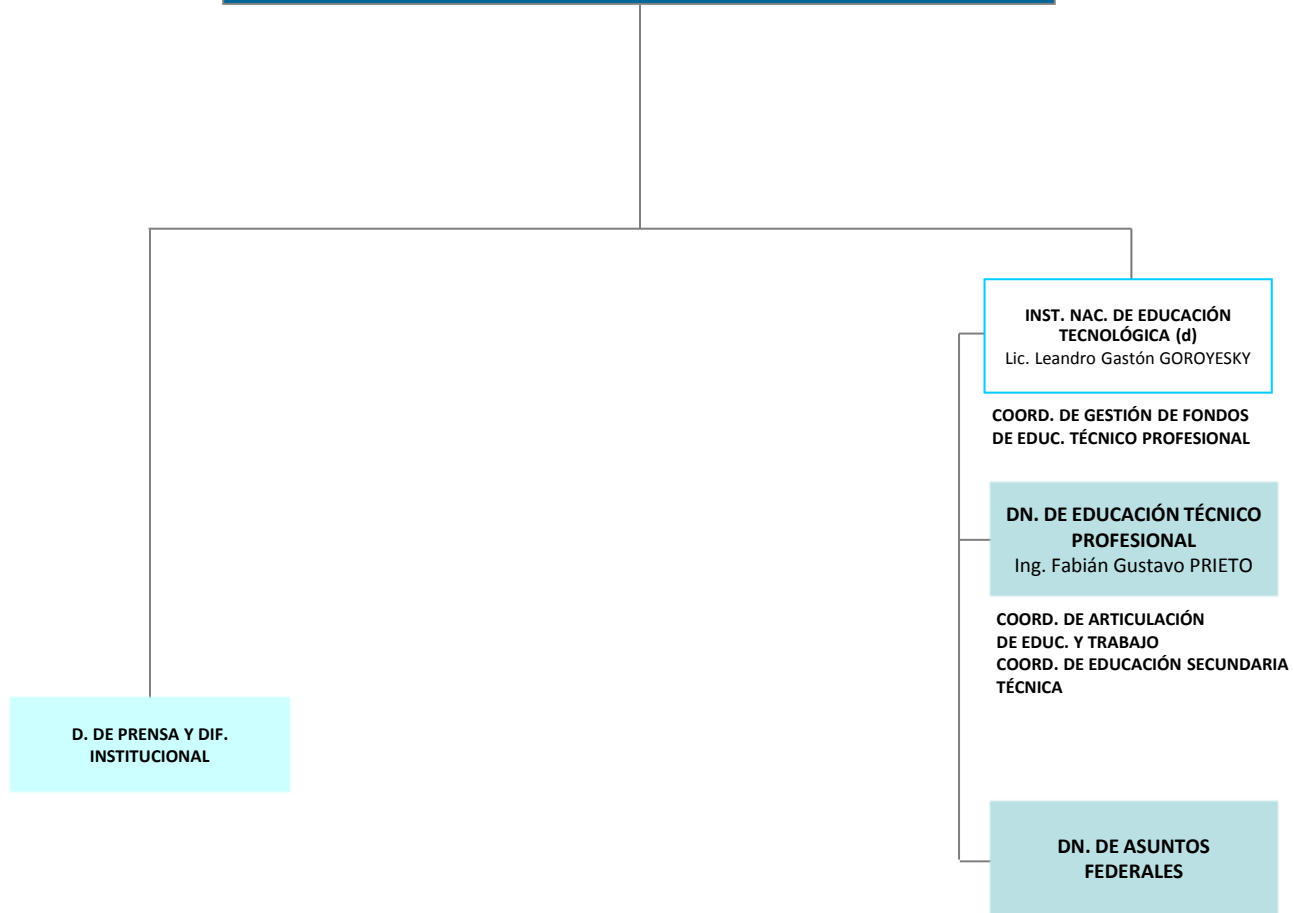 INST. NAC. DE EDUCACIÓN
TECNOLÓGICA (d)
Lic. Leandro Gastón GOROYESKY
COORD. DE GESTIÓN DE FONDOS
DE EDUC. TÉCNICO PROFESIONAL
DN. DE EDUCACIÓN TÉCNICO
PROFESIONAL
Ing. Fabián Gustavo PRIETO
COORD. DE ARTICULACIÓN
DE EDUC. Y TRABAJO
COORD. DE EDUCACIÓN SECUNDARIA
TÉCNICA
D. DE PRENSA Y DIF.
INSTITUCIONAL
DN. DE ASUNTOS
FEDERALES